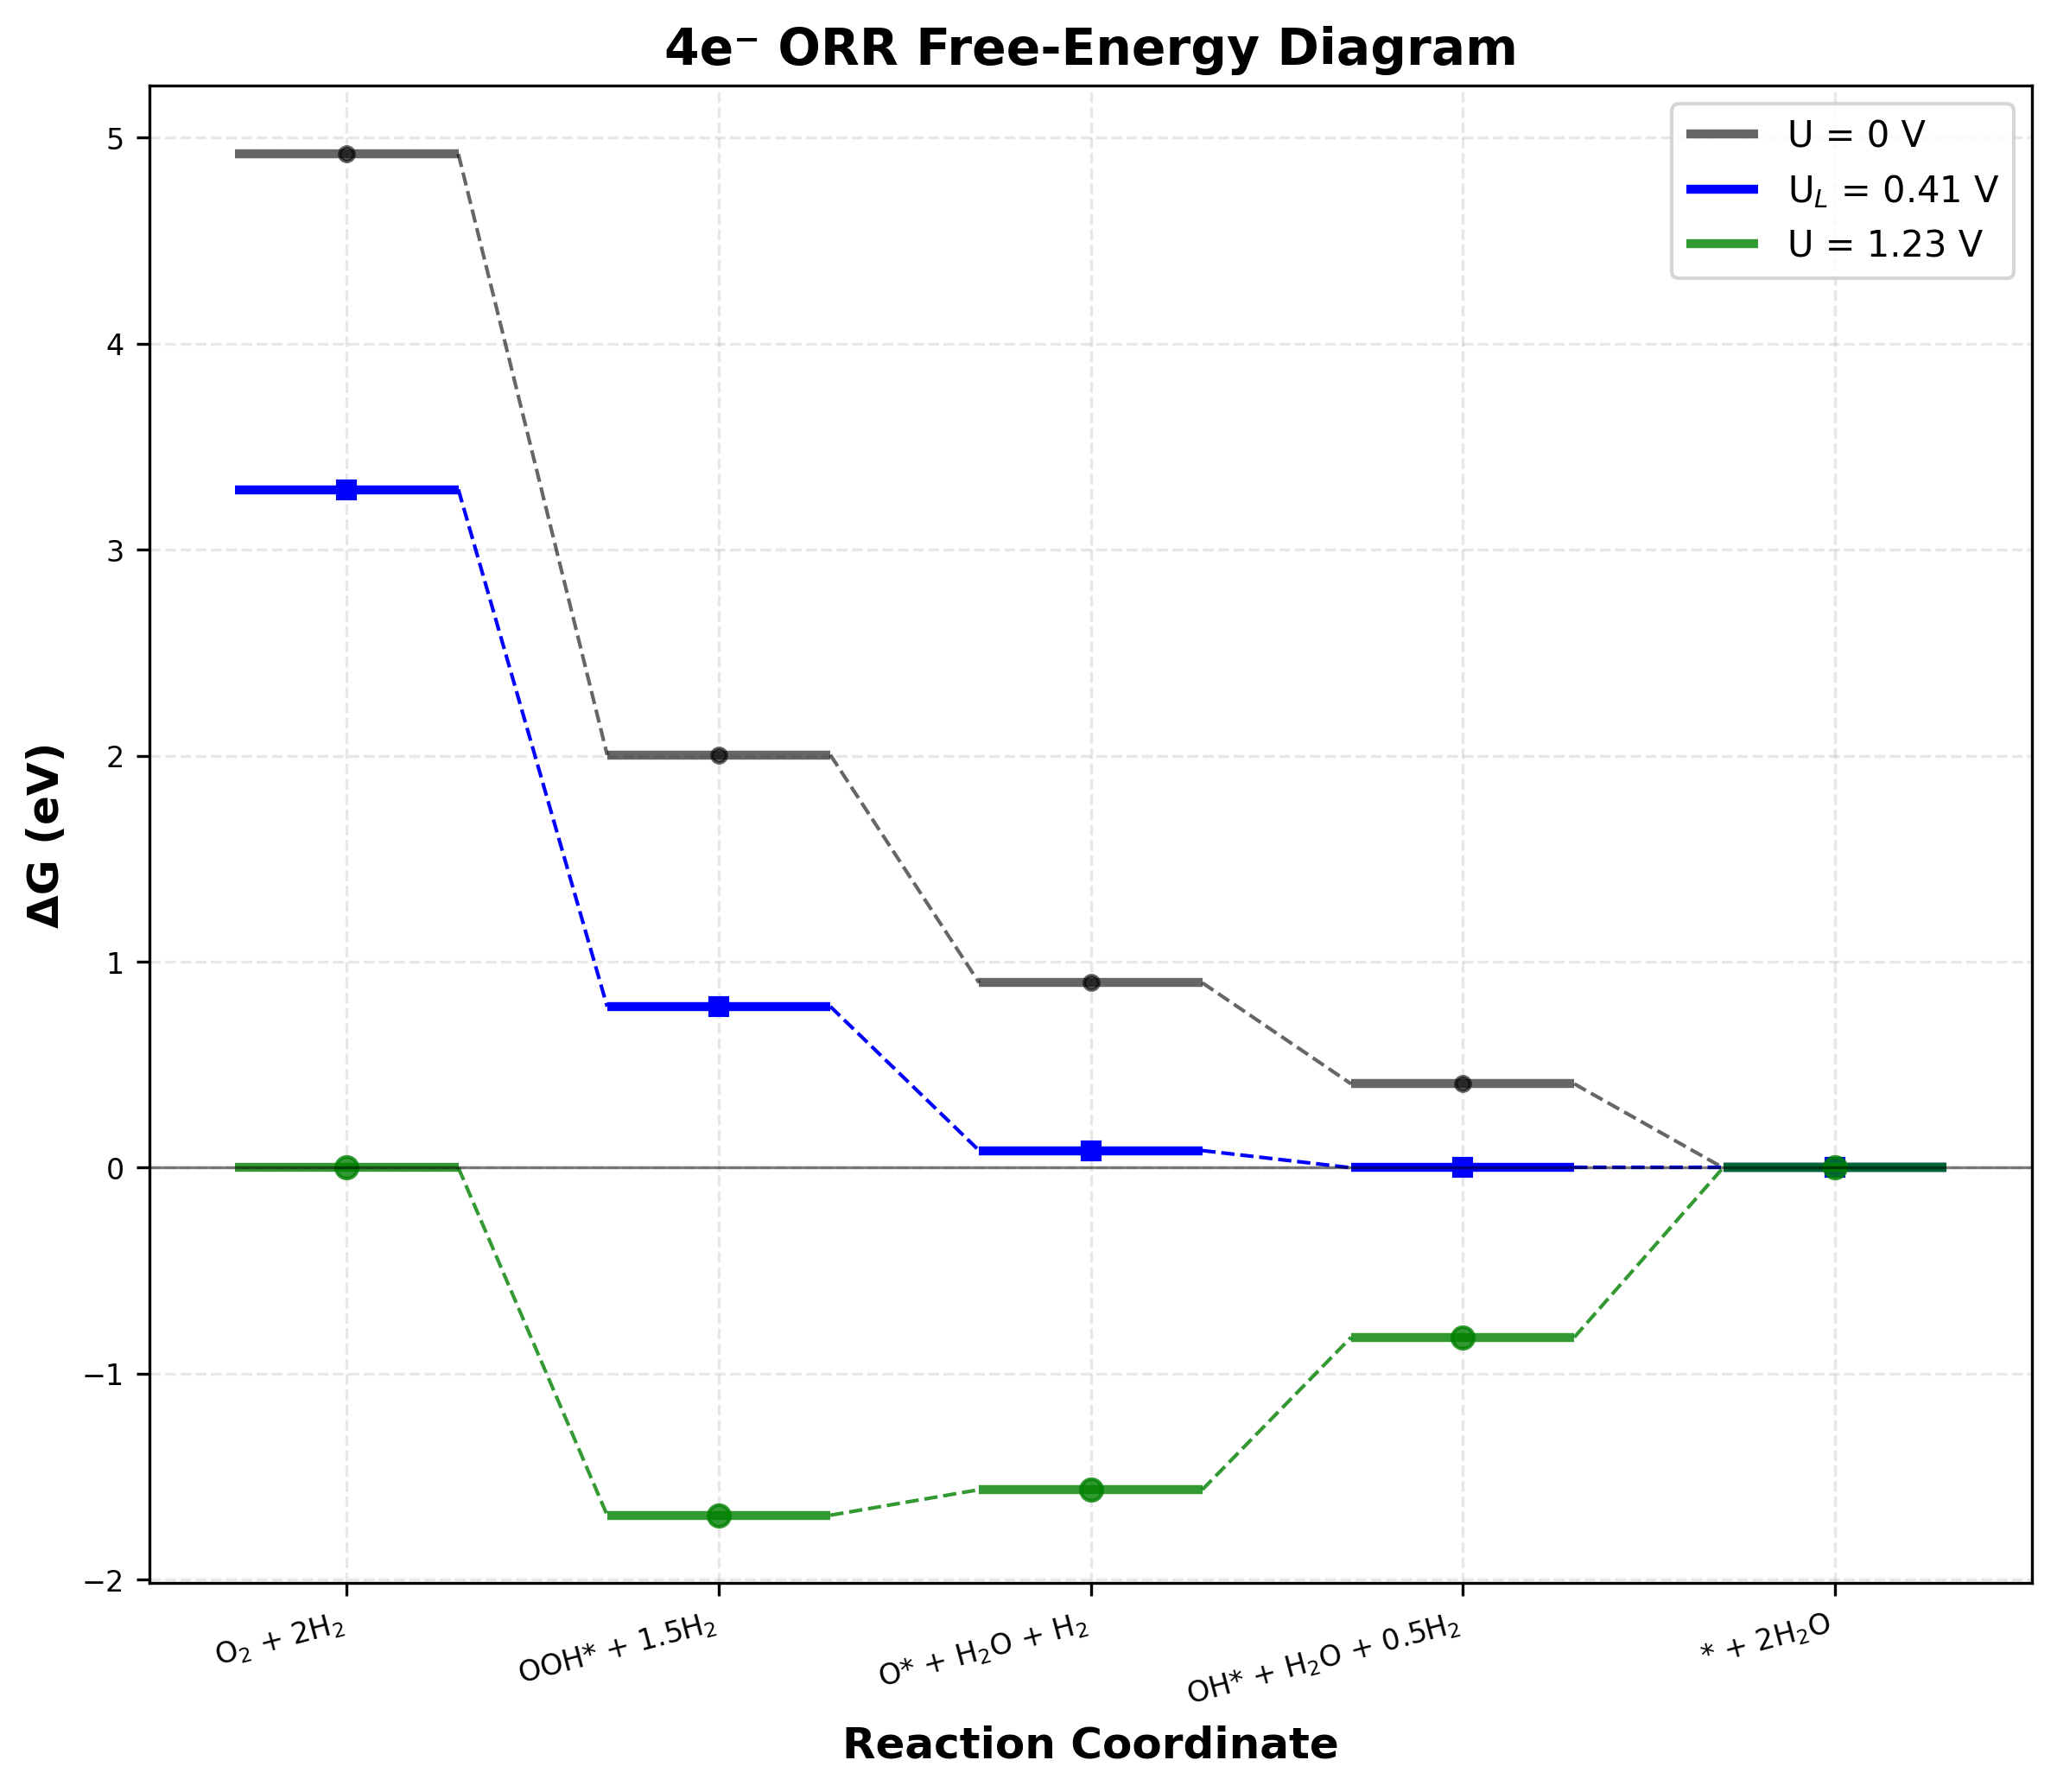 4e⁻ ORR Free-Energy Diagram
U = 0 V
U_L = 0.41 V
U = 1.23 V
ΔG (eV)
5
4
3
2
1
0
−1
−2
O₂ + 2H₂
OOH* + 1.5H₂
O* + H₂O + H₂
OH* + H₂O + 0.5H₂
* + 2H₂O
Reaction Coordinate